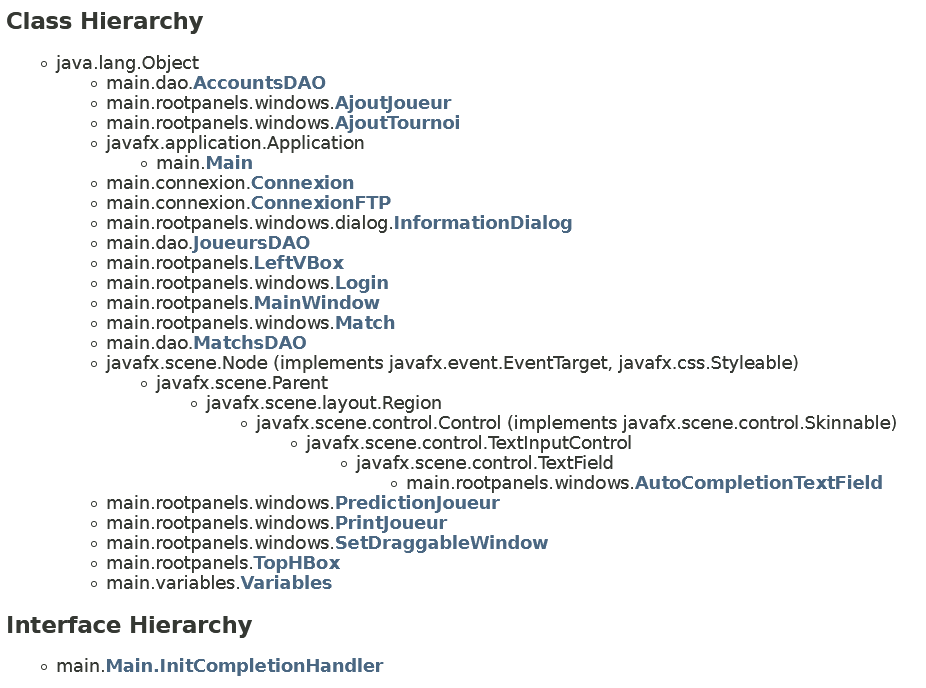 Class Hierarchy
java.lang.Object
main.dao.AccountsDAO
main.rootpanels.windows.AjoutJoueur
main.rootpanels.windows.AjoutTournoi
javafx.application.Application
main.Main
main.connexion.Connexion
main.connexion.ConnexionFTP
main.rootpanels.windows.dialog.InformationDialog
main.dao.JoueursDAO
main.rootpanels.LeftVBox
main.rootpanels.windows.Login
main.rootpanels.MainWindow
main.rootpanels.windows.Match
main.dao.MatchsDAO
javafx.scene.Node (implements javafx.event.EventTarget, javafx.css.Styleable)
javafx.scene.Parent
javafx.scene.layout.Region
javafx.scene.control.Control (implements javafx.scene.control.Skinnable)
javafx.scene.control.TextInputControl
javafx.scene.control.TextField
main.rootpanels.windows.AutoCompletionTextField
main.rootpanels.windows.PredictionJoueur
main.rootpanels.windows.PrintJoueur
main.rootpanels.windows.SetDraggableWindow
main.rootpanels.TopHBox
main.variables.Variables
Interface Hierarchy
main.Main.InitCompletionHandler